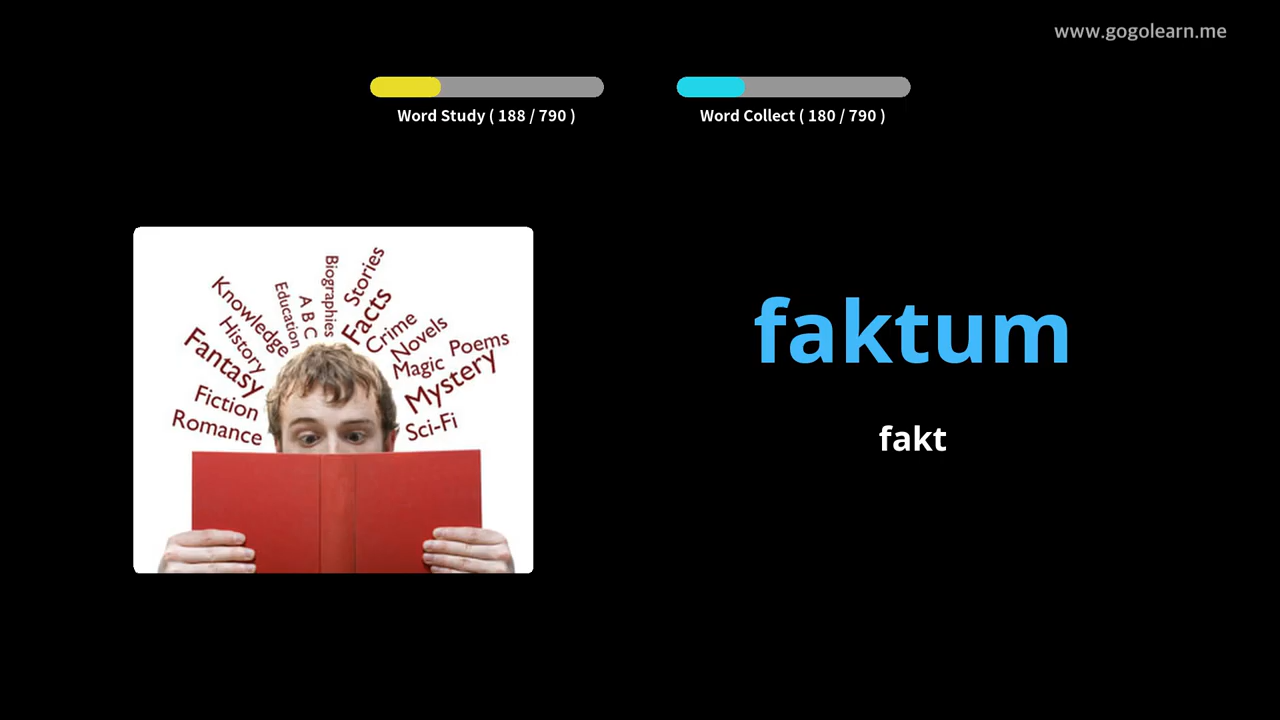 www.gogolearn.me
Word Study ( 188 / 790 )
Word Collect ( 180 / 790 )
Biographies
Stories
Education
A B C
Facts
Knowledge
Crime
History
Novels
Poems
Fantasy
Magic
Mystery
Fiction
Sci-Fi
Romance
faktum
fakt